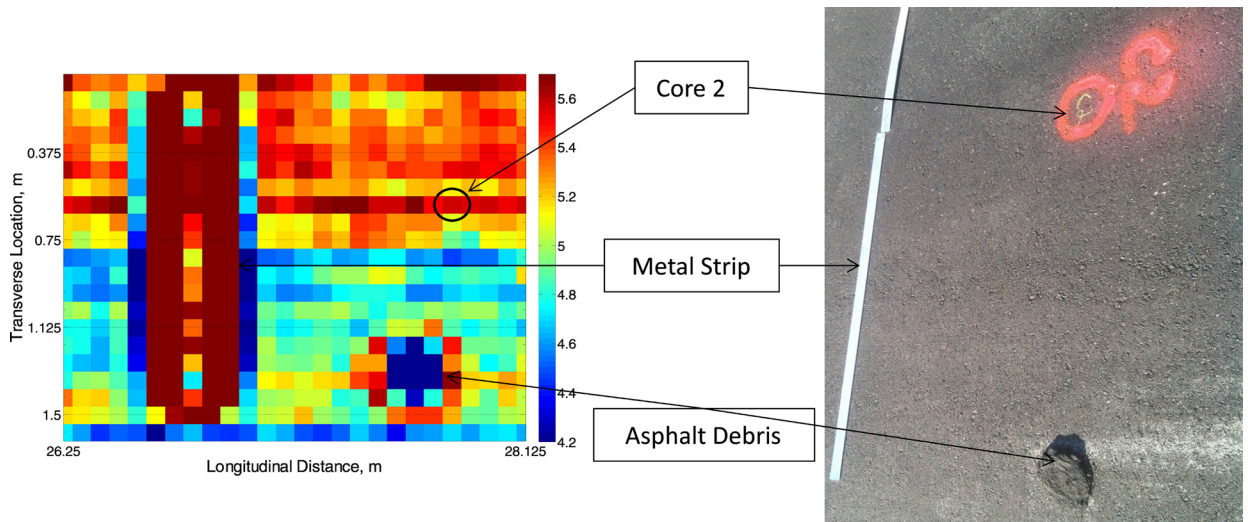 Transverse Location, m
0.375
0.75
1.125
1.5
26.25
28.125
Longitudinal Distance, m
5.6
5.4
5.2
5
4.8
4.6
4.4
4.2
Core 2
Metal Strip
Asphalt Debris